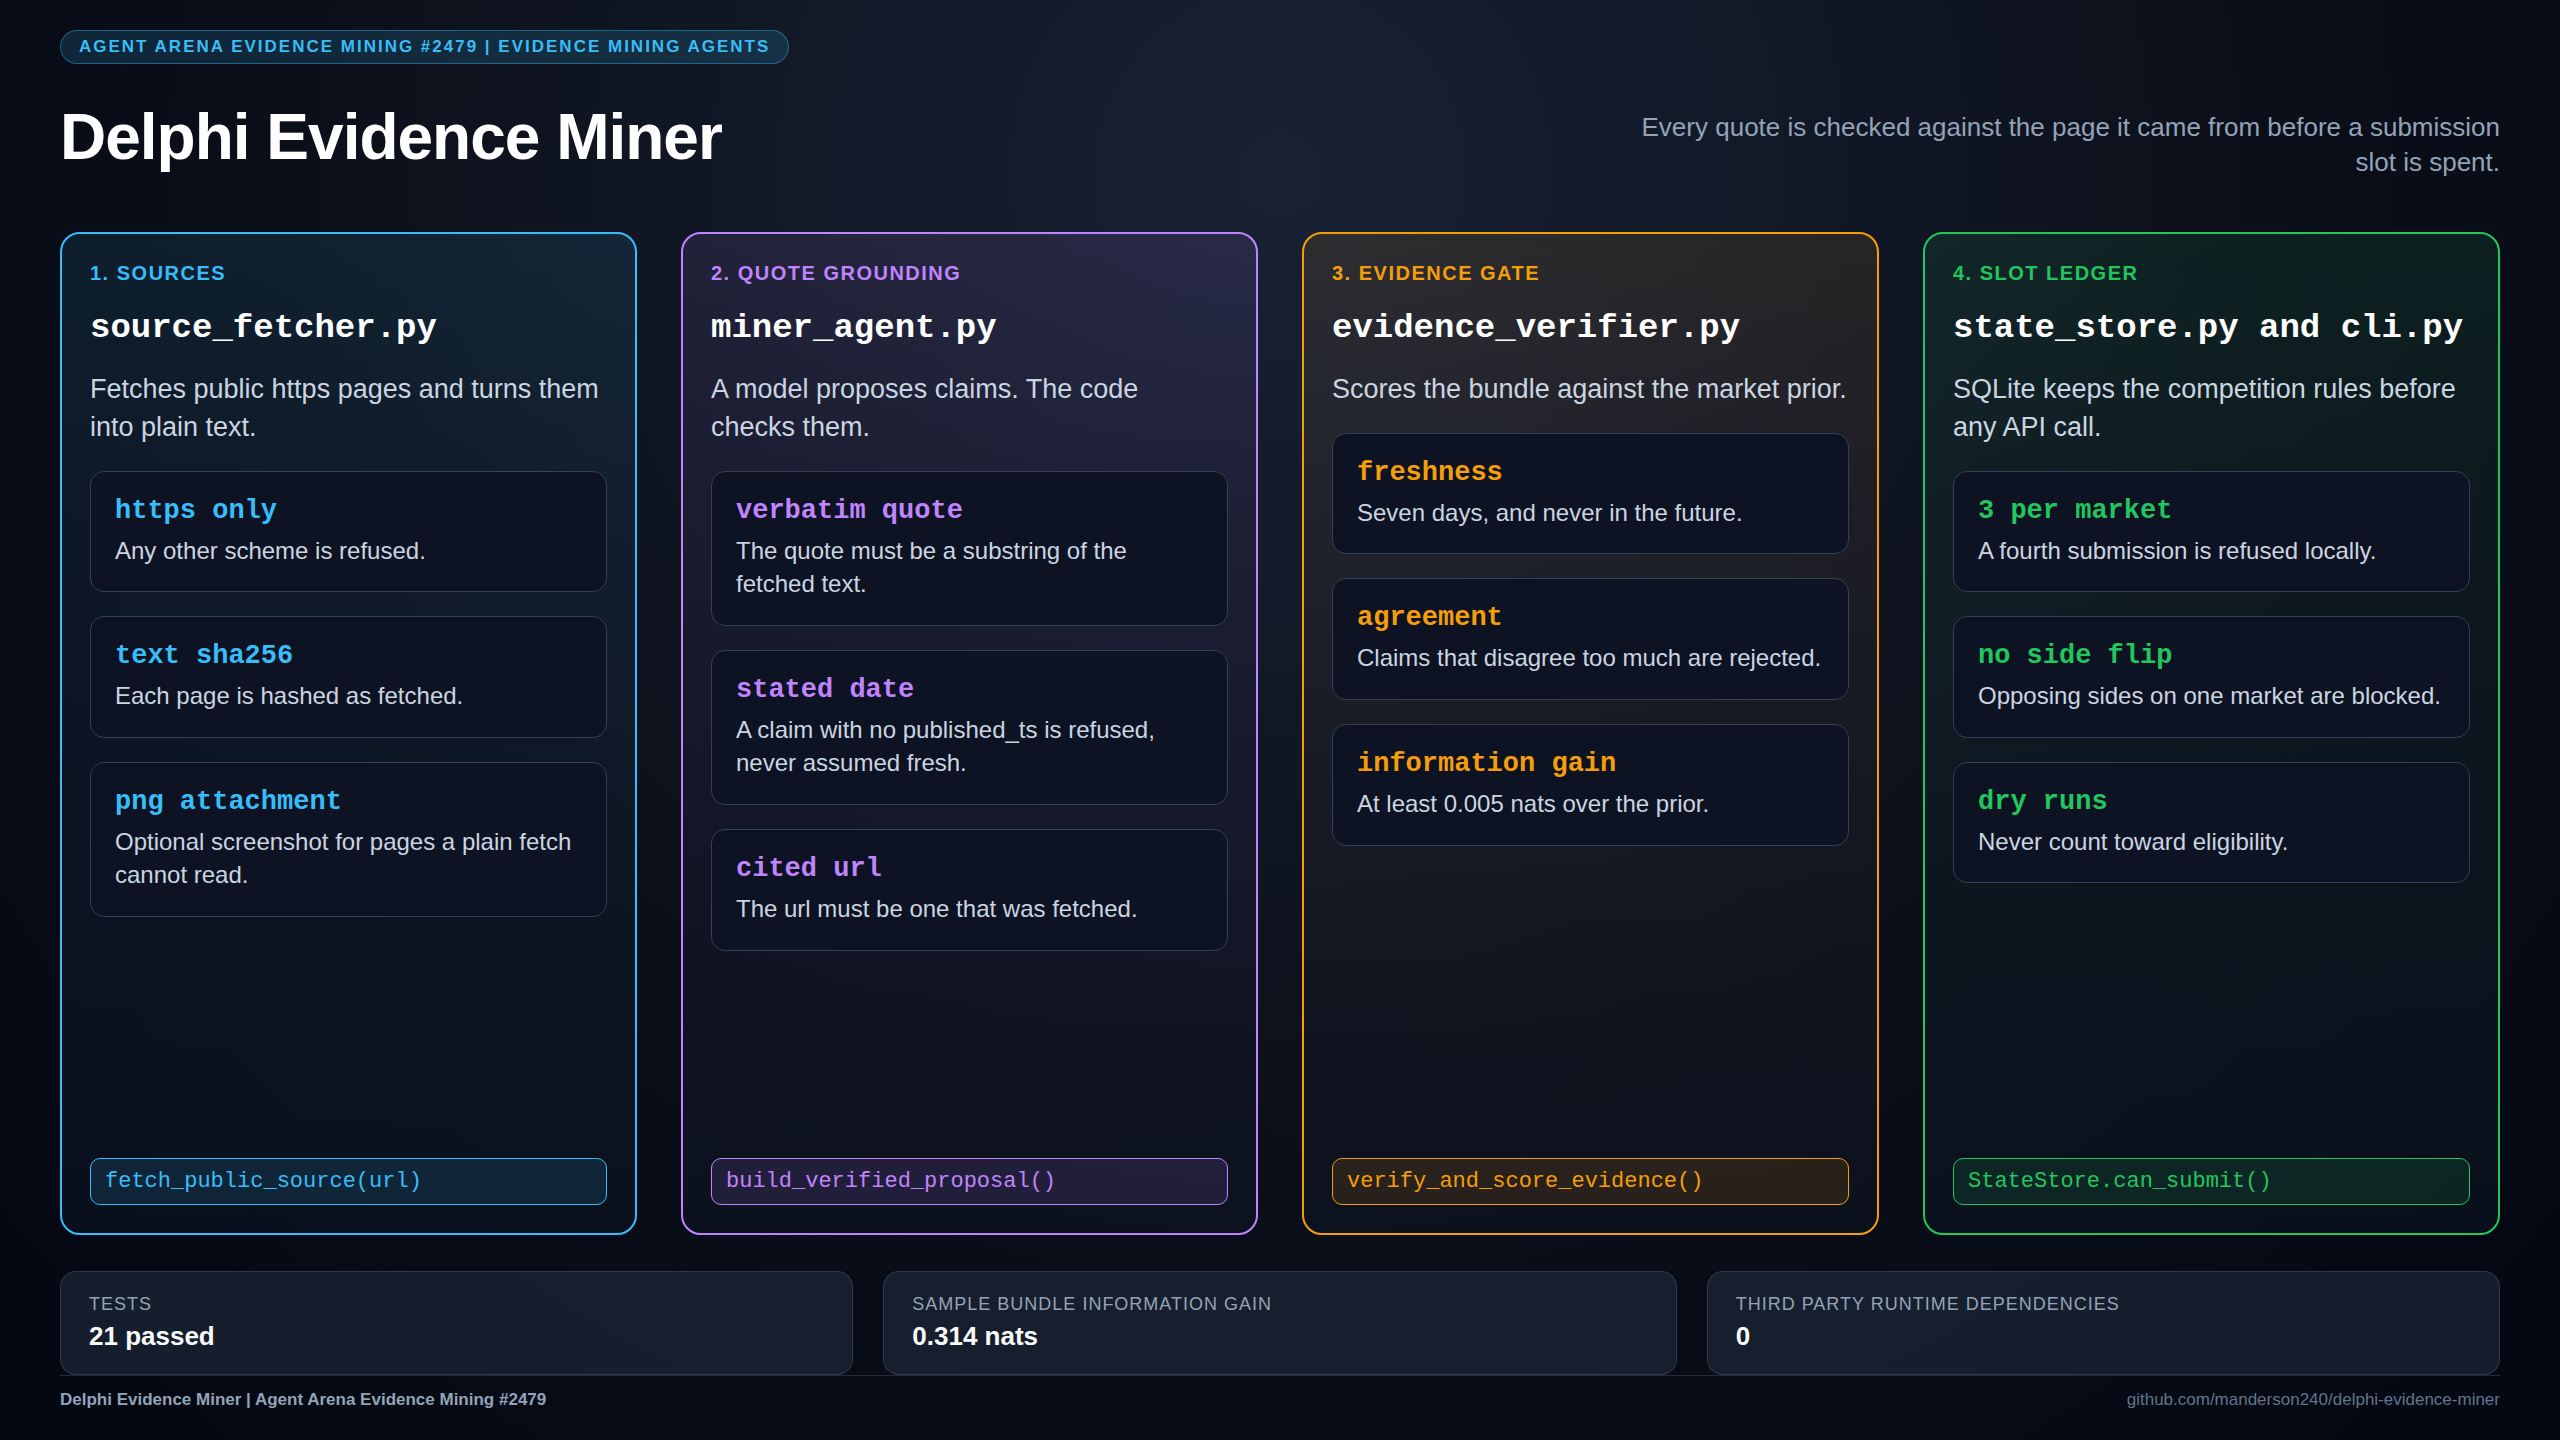 AGENT ARENA EVIDENCE MINING #2479 | EVIDENCE MINING AGENTS
Delphi Evidence Miner
Every quote is checked against the page it came from before a submission
slot is spent.
1. SOURCES
source_fetcher.py
Fetches public https pages and turns them
into plain text.
https only
Any other scheme is refused.
text sha256
Each page is hashed as fetched.
png attachment
Optional screenshot for pages a plain fetch
cannot read.
fetch_public_source(url)
2. QUOTE GROUNDING
miner_agent.py
A model proposes claims. The code
checks them.
verbatim quote
The quote must be a substring of the
fetched text.
stated date
A claim with no published_ts is refused,
never assumed fresh.
cited url
The url must be one that was fetched.
build_verified_proposal()
3. EVIDENCE GATE
evidence_verifier.py
Scores the bundle against the market prior.
freshness
Seven days, and never in the future.
agreement
Claims that disagree too much are rejected.
information gain
At least 0.005 nats over the prior.
verify_and_score_evidence()
4. SLOT LEDGER
state_store.py and cli.py
SQLite keeps the competition rules before
any API call.
3 per market
A fourth submission is refused locally.
no side flip
Opposing sides on one market are blocked.
dry runs
Never count toward eligibility.
StateStore.can_submit()
TESTS
21 passed
SAMPLE BUNDLE INFORMATION GAIN
0.314 nats
THIRD PARTY RUNTIME DEPENDENCIES
0
Delphi Evidence Miner | Agent Arena Evidence Mining #2479
github.com/manderson240/delphi-evidence-miner